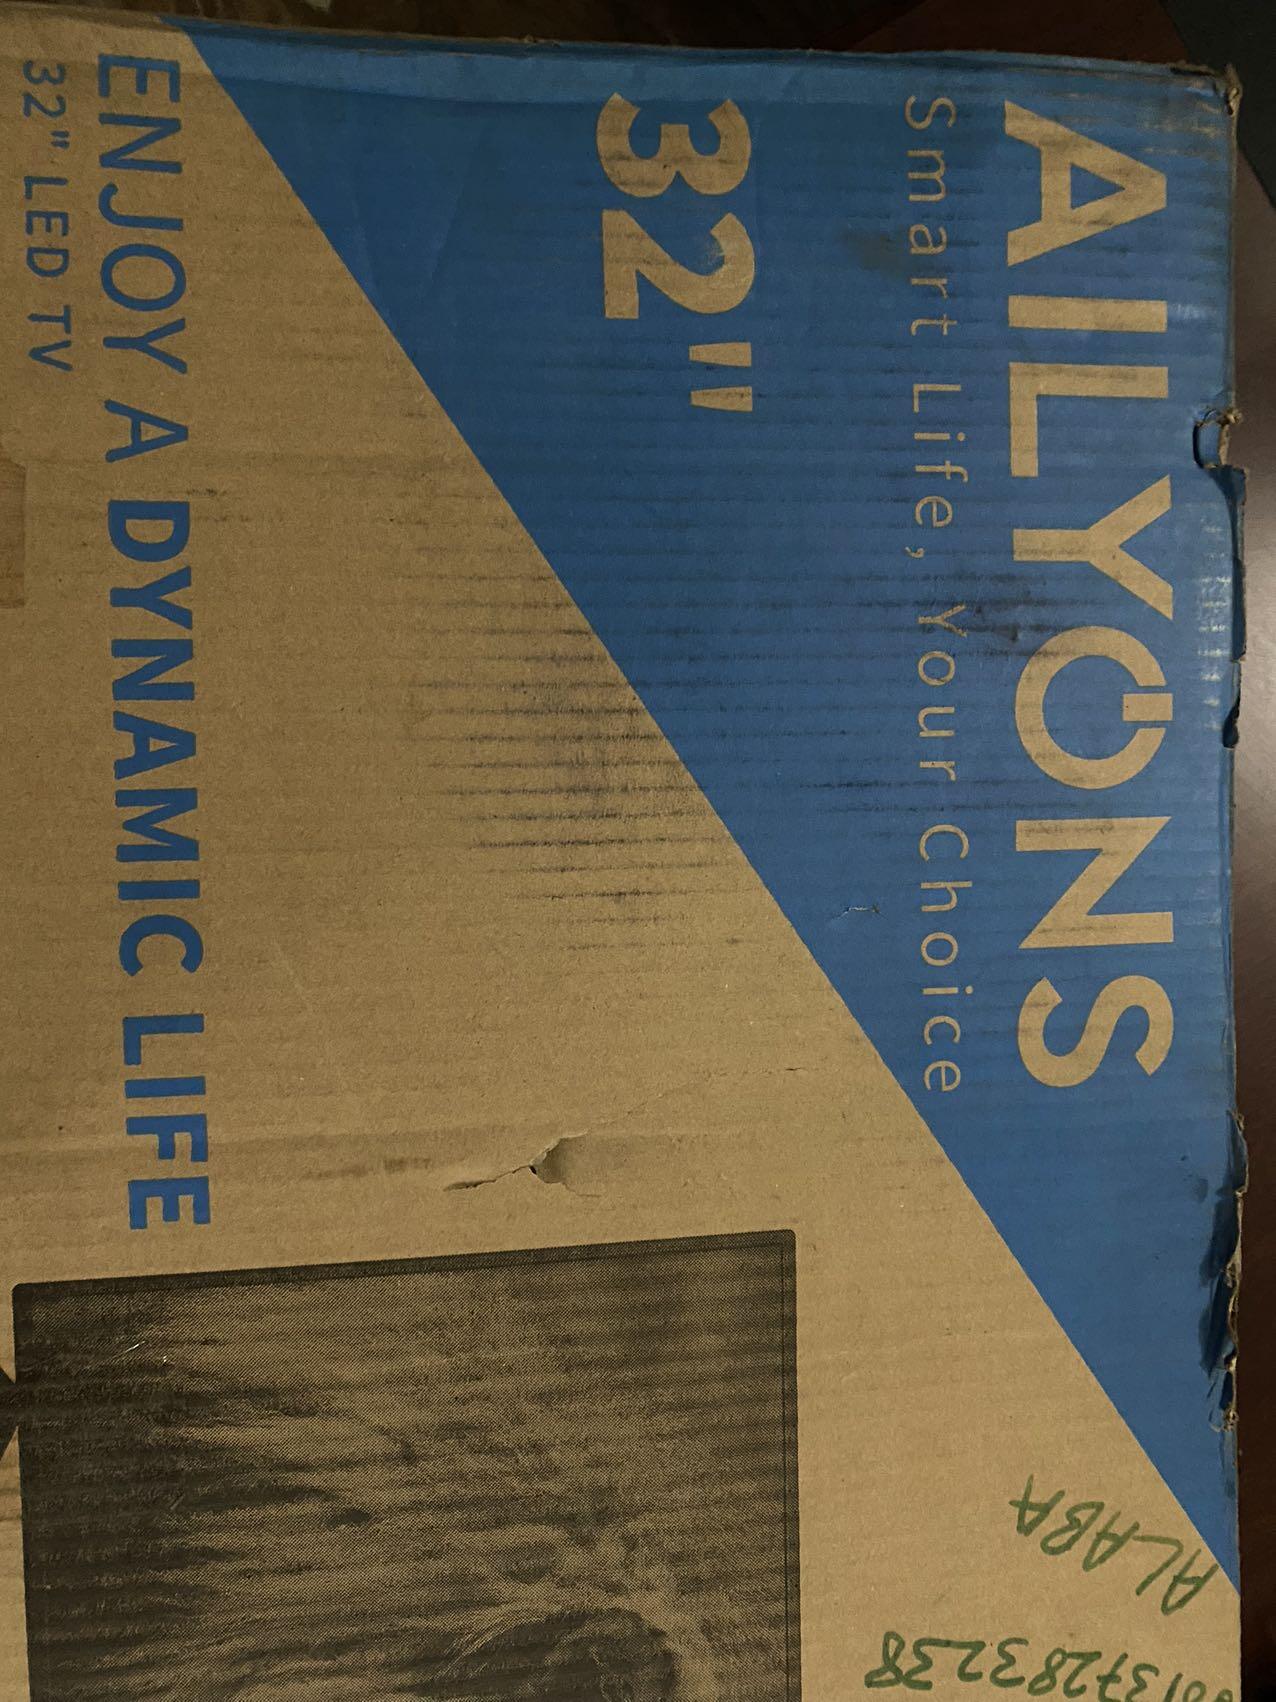 AILYONS
Smart Life, Your Choice
32"
ENJOY A DYNAMIC LIFE
32" LED TV
ALABA